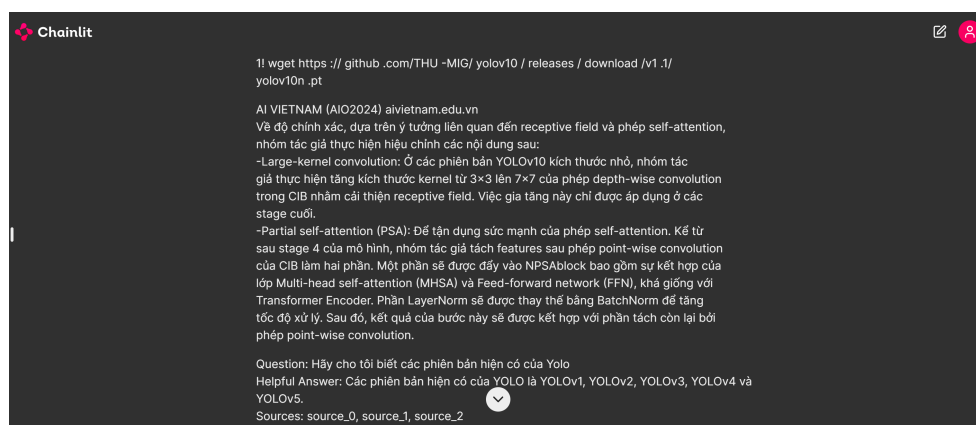 Chainlit
1! wget https :// github .com/THU -MIG/ yolov10 / releases / download /v1 .1/
yolov10n .pt
AI VIETNAM (AIO2024) aivietnam.edu.vn
Về độ chính xác, dựa trên ý tưởng liên quan đến receptive field và phép self-attention,
nhóm tác giả thực hiện hiệu chỉnh các nội dung sau:
-Large-kernel convolution: Ở các phiên bản YOLOv10 kích thước nhỏ, nhóm tác
giả thực hiện tăng kích thước kernel từ 3×3 lên 7×7 của phép depth-wise convolution
trong CIB nhằm cải thiện receptive field. Việc gia tăng này chỉ được áp dụng ở các
stage cuối.
-Partial self-attention (PSA): Để tận dụng sức mạnh của phép self-attention. Kể từ
sau stage 4 của mô hình, nhóm tác giả tách features sau phép point-wise convolution
của CIB làm hai phần. Một phần sẽ được đẩy vào NPSAblock bao gồm sự kết hợp của
lớp Multi-head self-attention (MHSA) và Feed-forward network (FFN), khá giống với
Transformer Encoder. Phần LayerNorm sẽ được thay thế bằng BatchNorm để tăng
tốc độ xử lý. Sau đó, kết quả của bước này sẽ được kết hợp với phần tách còn lại bởi
phép point-wise convolution.
Question: Hãy cho tôi biết các phiên bản hiện có của Yolo
Helpful Answer: Các phiên bản hiện có của YOLO là YOLOv1, YOLOv2, YOLOv3, YOLOv4 và
YOLOv5.
Sources: source_0, source_1, source_2